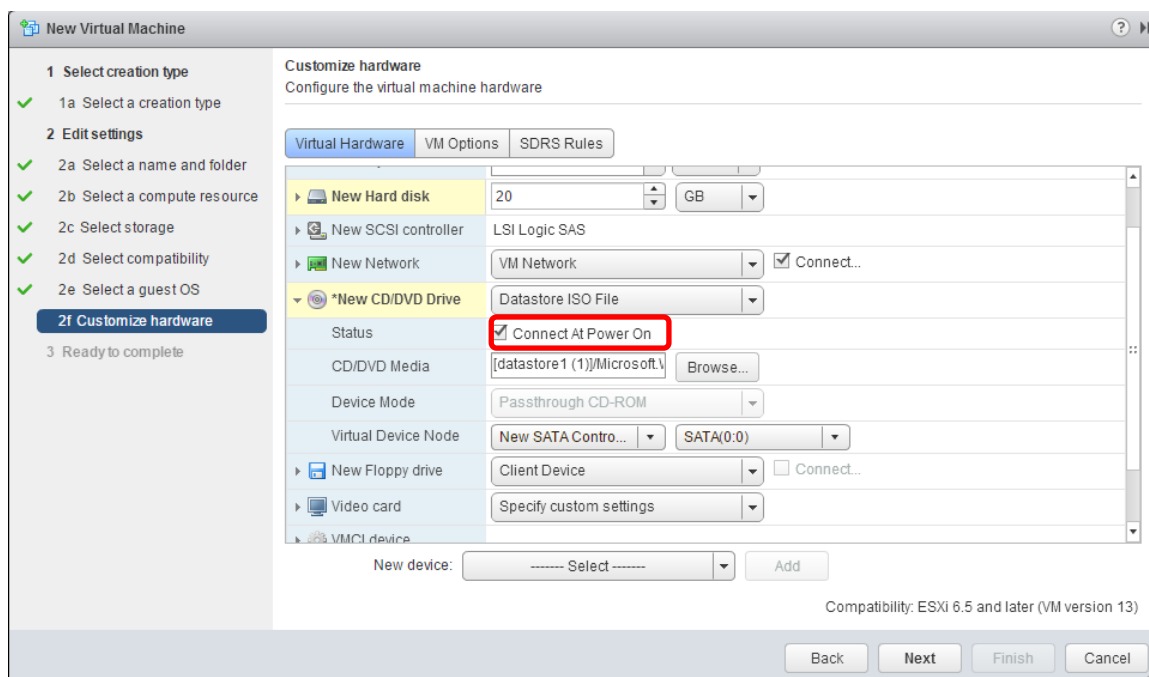 New Virtual Machine
1 Select creation type
1a Select a creation type
2 Edit settings
2a Select a name and folder
2b Select a compute resource
2c Select storage
2d Select compatibility
2e Select a guest OS
2f Customize hardware
3 Ready to complete
Customize hardware
Configure the virtual machine hardware
Virtual Hardware VM Options SDRS Rules
New Hard disk 20 GB
New SCSI controller LSI Logic SAS
New Network VM Network Connect...
*New CD/DVD Drive Datastore ISO File
Status Connect At Power On
CD/DVD Media [datastore1 (1)]/Microsoft.\ Browse...
Device Mode Passthrough CD-ROM
Virtual Device Node New SATA Contro... SATA(0:0)
New Floppy drive Client Device Connect...
Video card Specify custom settings
VMCI device
New device: ------- Select ------- Add
Compatibility: ESXi 6.5 and later (VM version 13)
Back Next Finish Cancel